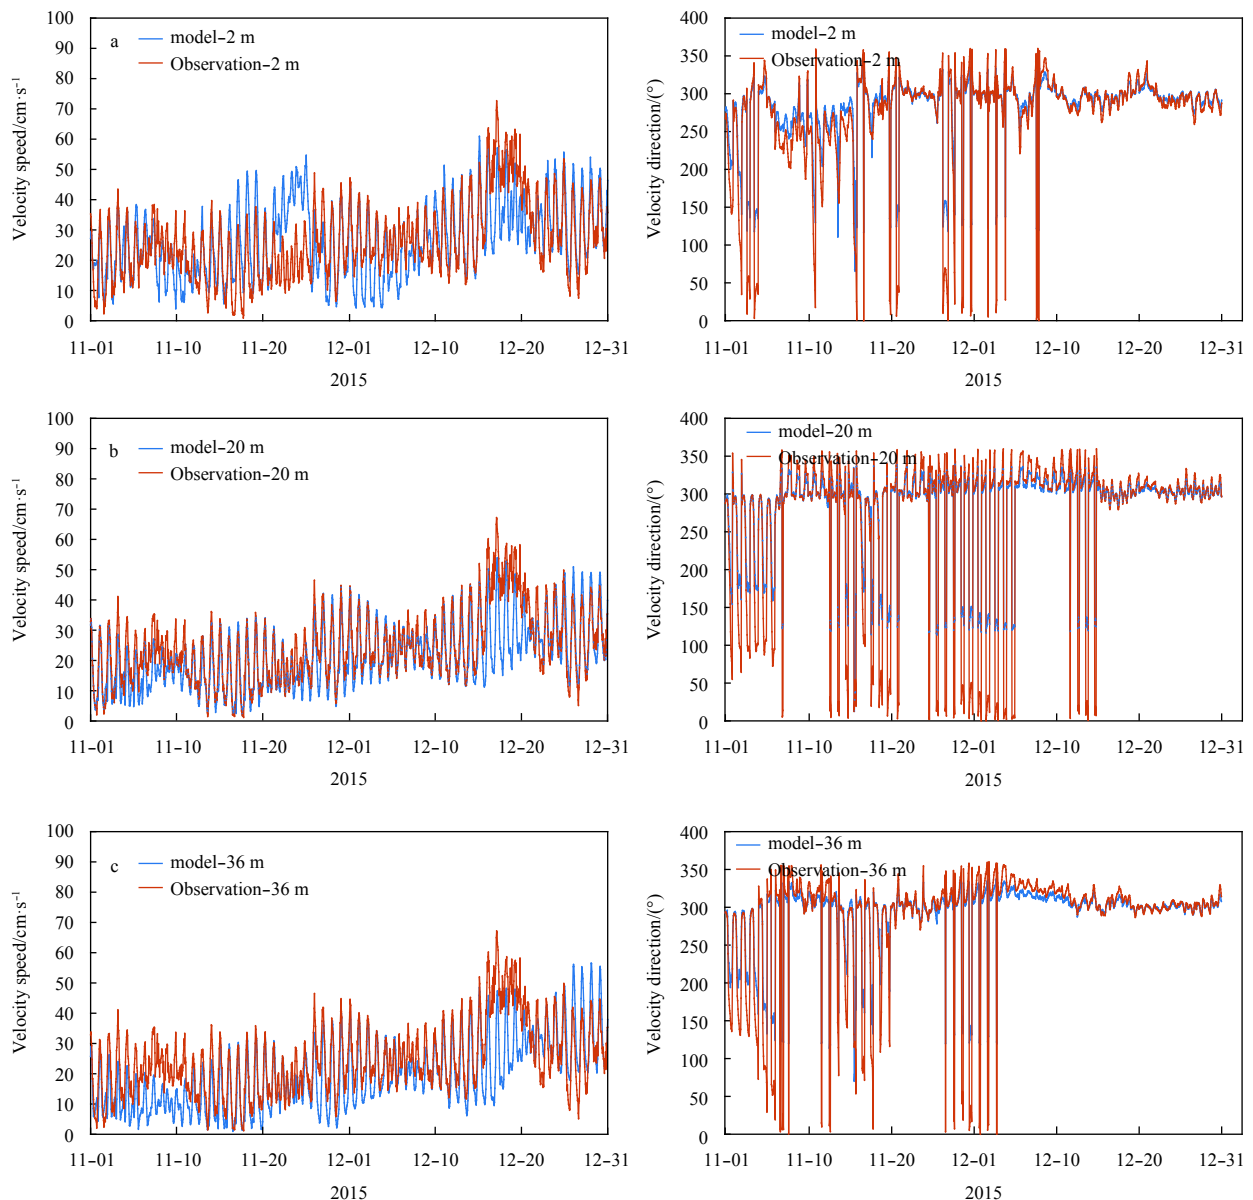 100
90
80
70
60
50
40
30
20
10
0
Velocity speed/cm·s⁻¹
a
model-2 m
Observation-2 m
11-01 11-10 11-20 12-01 12-10 12-20 12-31
2015
400
350
300
250
200
150
100
50
0
Velocity direction/(°)
model-2 m
Observation-2 m
11-01 11-10 11-20 12-01 12-10 12-20 12-31
2015
100
90
80
70
60
50
40
30
20
10
0
Velocity speed/cm·s⁻¹
b
model-20 m
Observation-20 m
11-01 11-10 11-20 12-01 12-10 12-20 12-31
2015
400
350
300
250
200
150
100
50
0
Velocity direction/(°)
model-20 m
Observation-20 m
11-01 11-10 11-20 12-01 12-10 12-20 12-31
2015
100
90
80
70
60
50
40
30
20
10
0
Velocity speed/cm·s⁻¹
c
model-36 m
Observation-36 m
11-01 11-10 11-20 12-01 12-10 12-20 12-31
2015
400
350
300
250
200
150
100
50
0
Velocity direction/(°)
model-36 m
Observation-36 m
11-01 11-10 11-20 12-01 12-10 12-20 12-31
2015